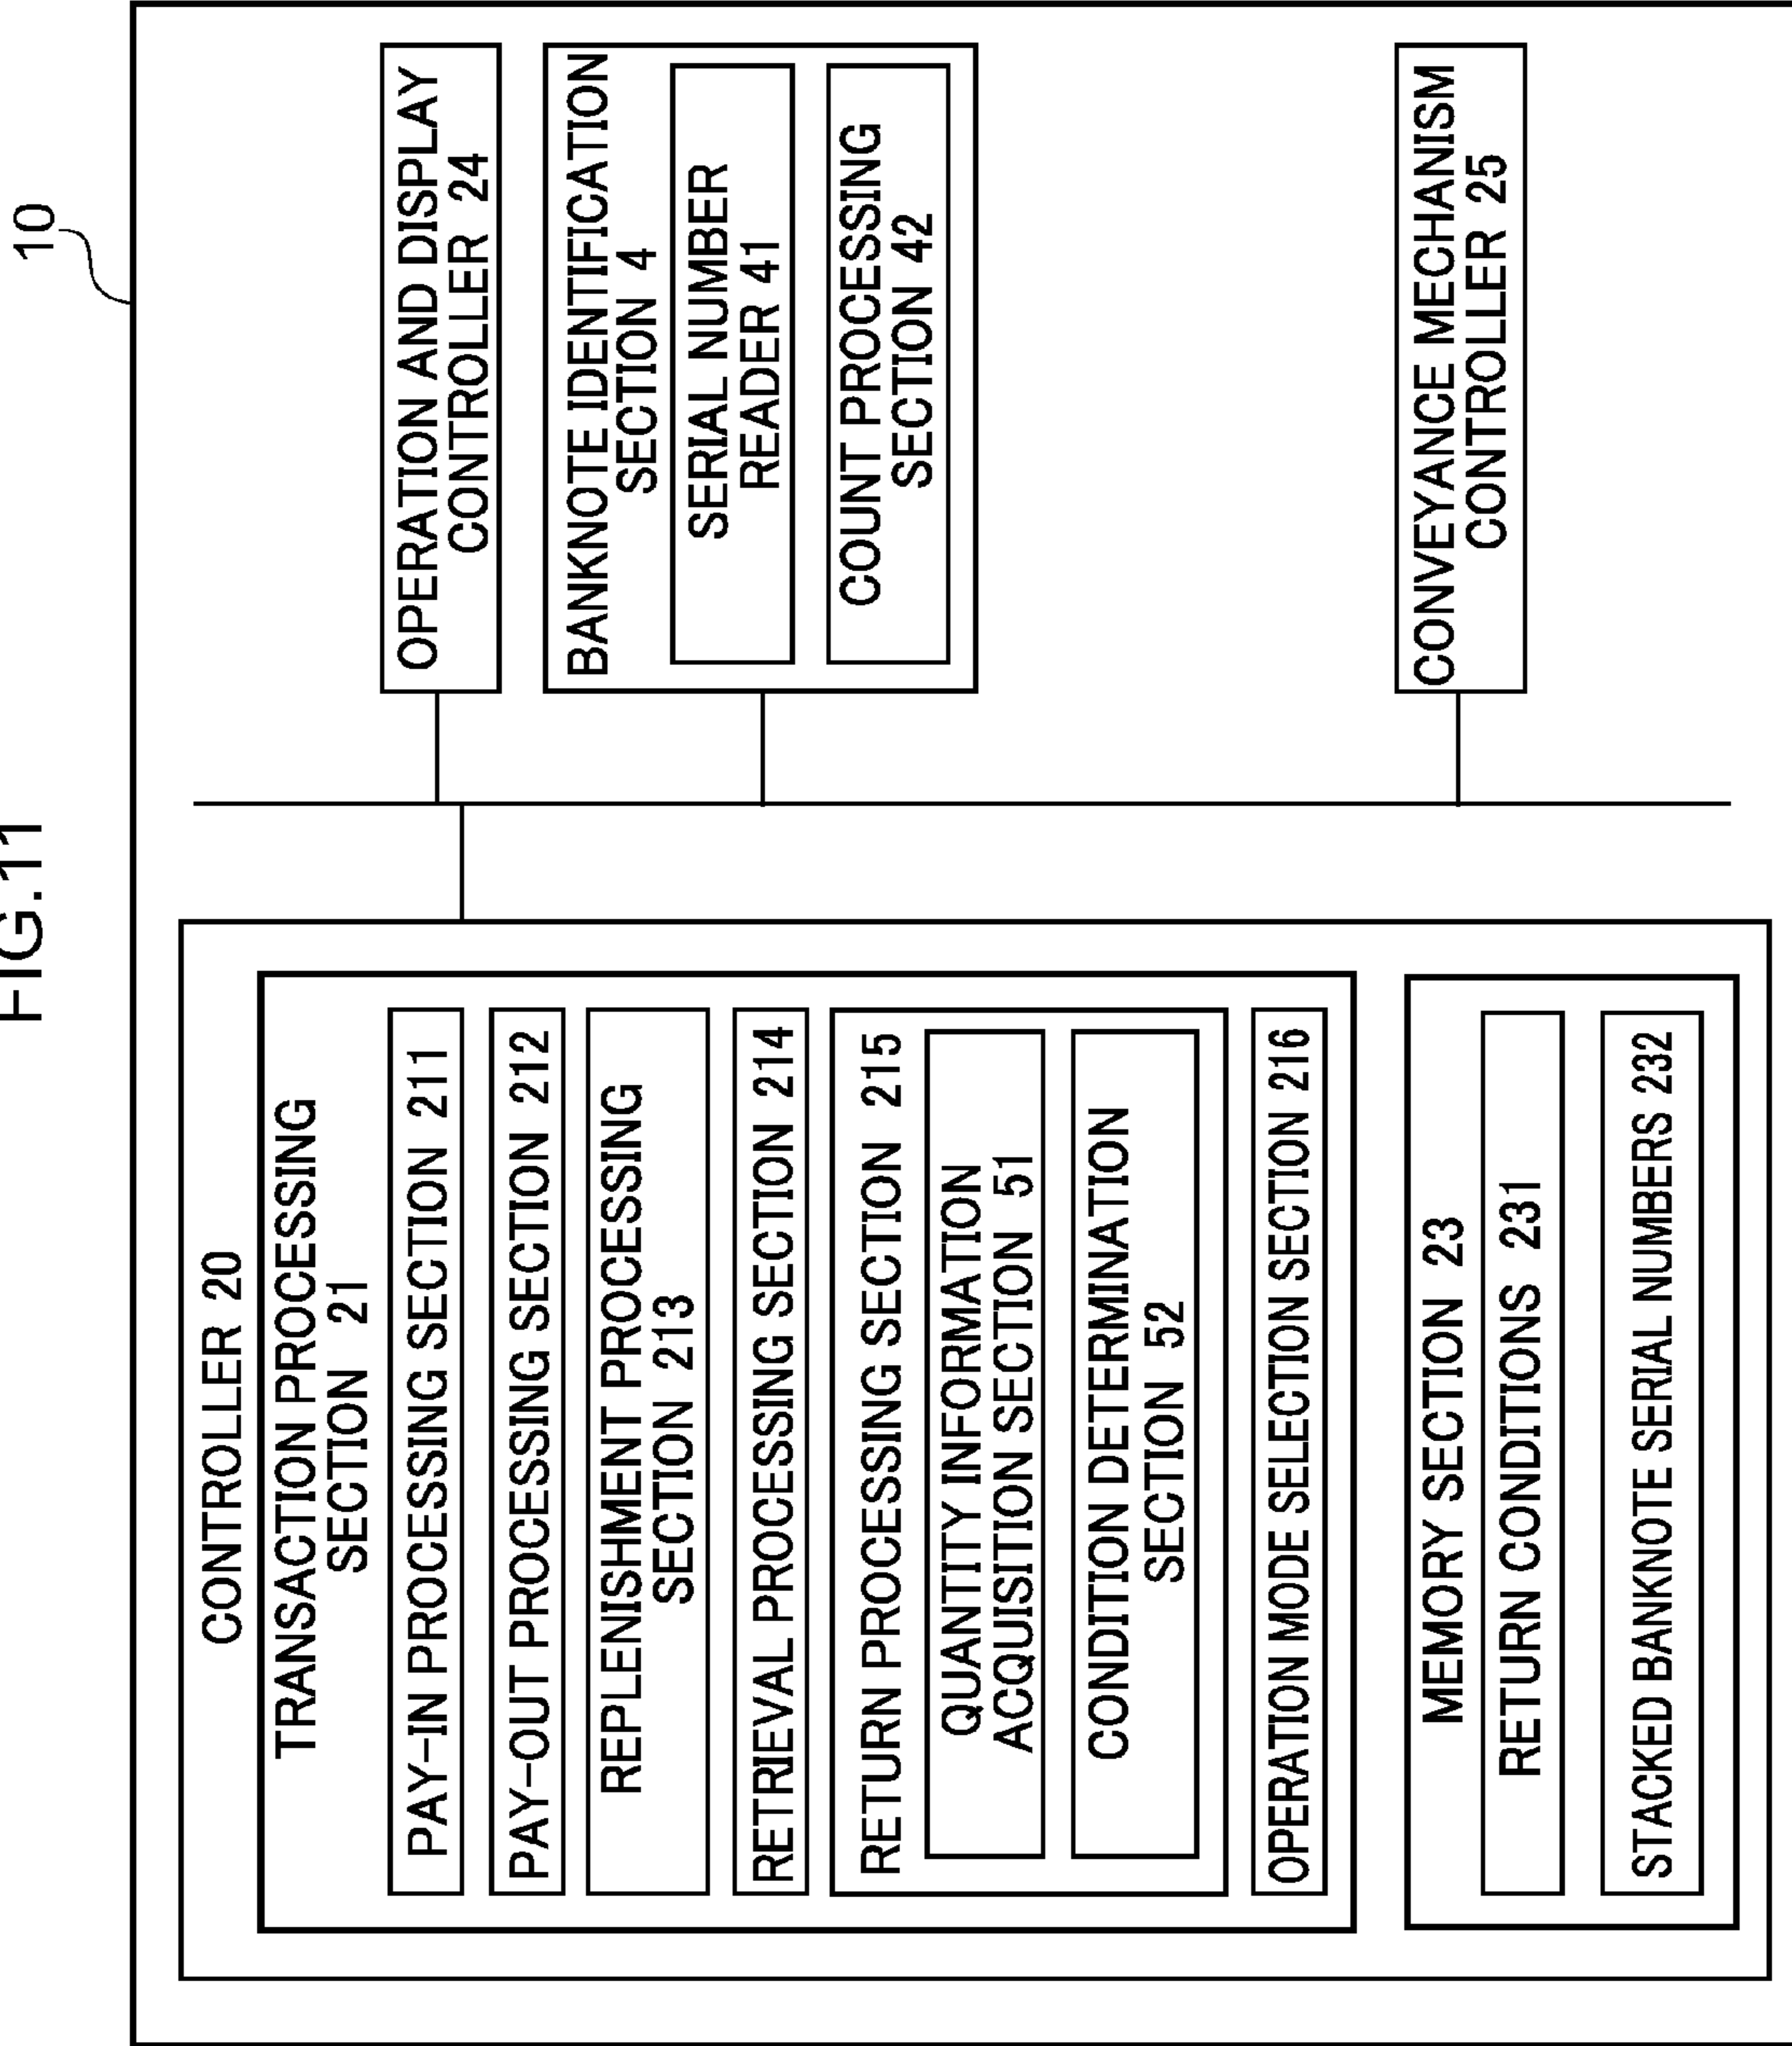 FIG.11
10
CONTROLLER 20
TRANSACTION PROCESSING
SECTION 21
PAY-IN PROCESSING SECTION 211
PAY-OUT PROCESSING SECTION 212
REPLENISHMENT PROCESSING
SECTION 213
RETRIEVAL PROCESSING SECTION 214
RETURN PROCESSING SECTION 215
QUANTITY INFORMATION
ACQUISITION SECTION 51
CONDITION DETERMINATION
SECTION 52
OPERATION MODE SELECTION SECTION 216
MEMORY SECTION 23
RETURN CONDITIONS 231
STACKED BANKNOTE SERIAL NUMBERS 232
OPERATION AND DISPLAY
CONTROLLER 24
BANKNOTE IDENTIFICATION
SECTION 4
SERIAL NUMBER
READER 41
COUNT PROCESSING
SECTION 42
CONVEYANCE MECHANISM
CONTROLLER 25